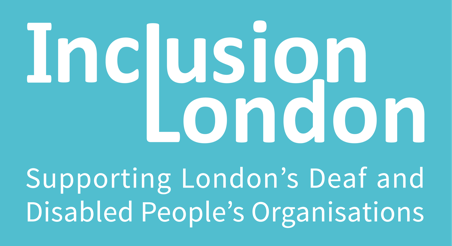 Inclusion
London
Supporting London’s Deaf and
Disabled People’s Organisations